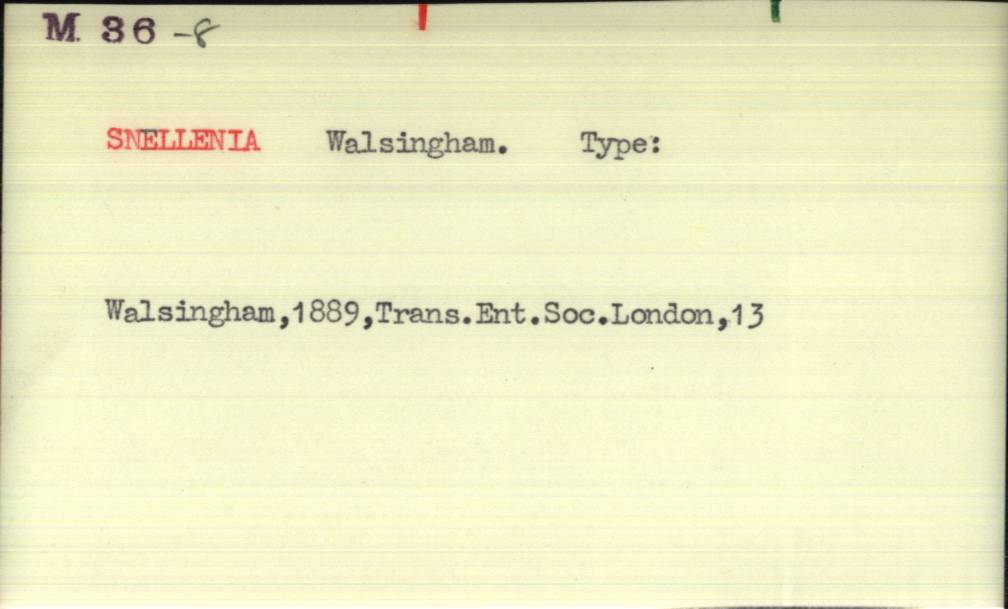 M. 36 -8
SNELLENIA Walsingham. Type:
Walsingham,1889,Trans.Ent.Soc.London,13